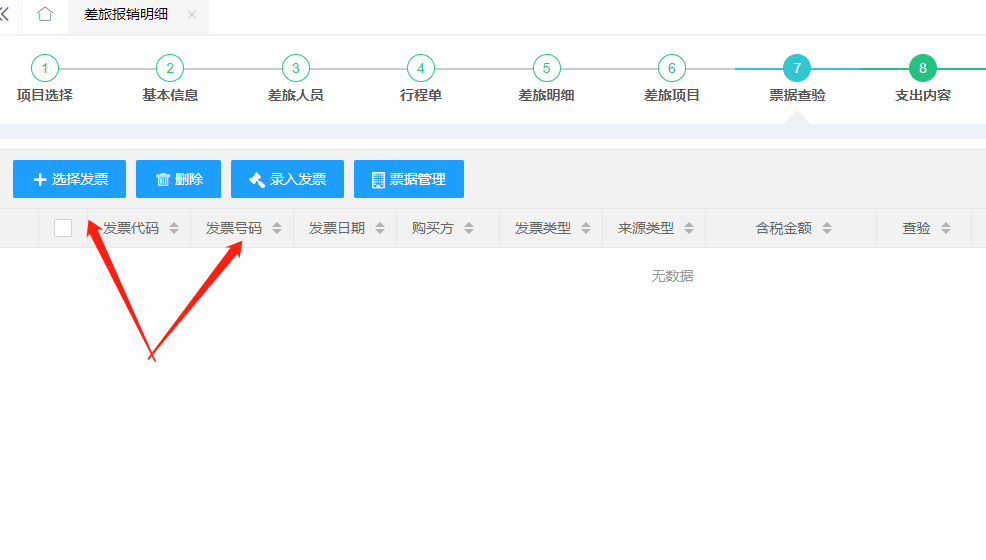 差旅报销明细
1 2 3 4 5 6 7 8
项目选择 基本信息 差旅人员 行程单 差旅明细 差旅项目 票据查验 支出内容
选择发票 删除 录入发票 票据管理
发票代码 发票号码 发票日期 购买方 发票类型 来源类型 含税金额 查验
无数据